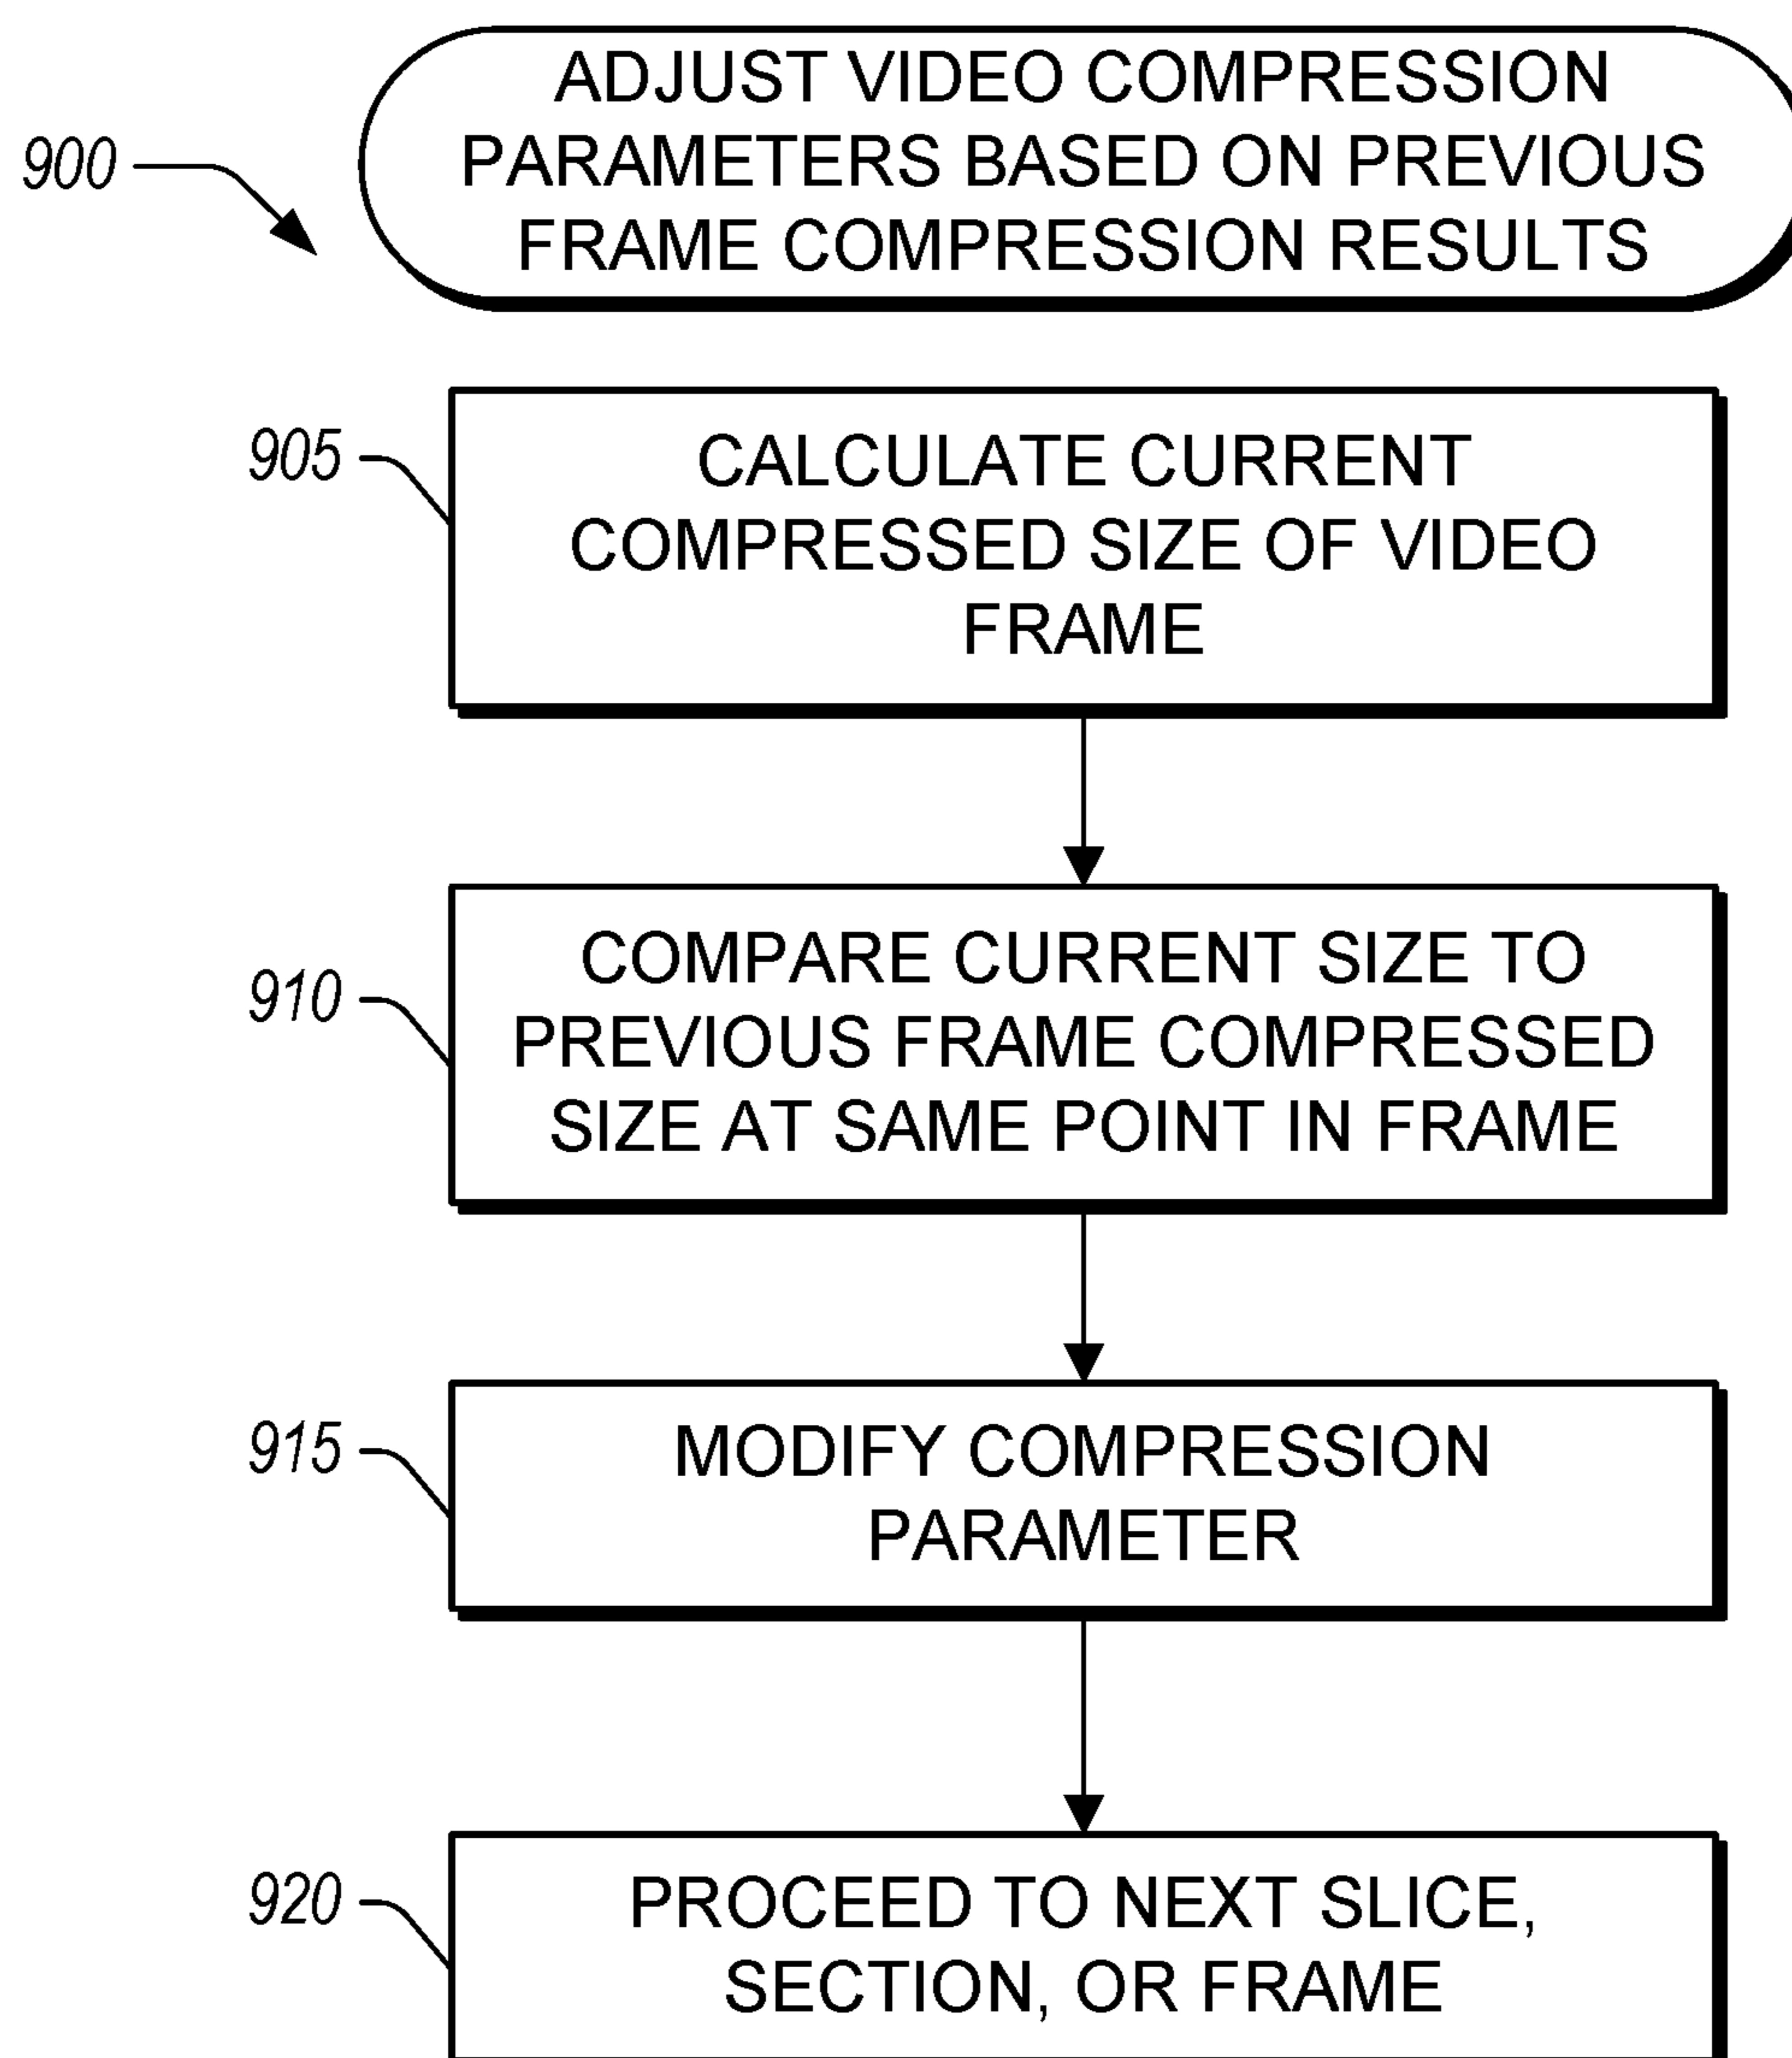 900
ADJUST VIDEO COMPRESSION
PARAMETERS BASED ON PREVIOUS
FRAME COMPRESSION RESULTS
905
CALCULATE CURRENT
COMPRESSED SIZE OF VIDEO
FRAME
910
COMPARE CURRENT SIZE TO
PREVIOUS FRAME COMPRESSED
SIZE AT SAME POINT IN FRAME
915
MODIFY COMPRESSION
PARAMETER
920
PROCEED TO NEXT SLICE,
SECTION, OR FRAME